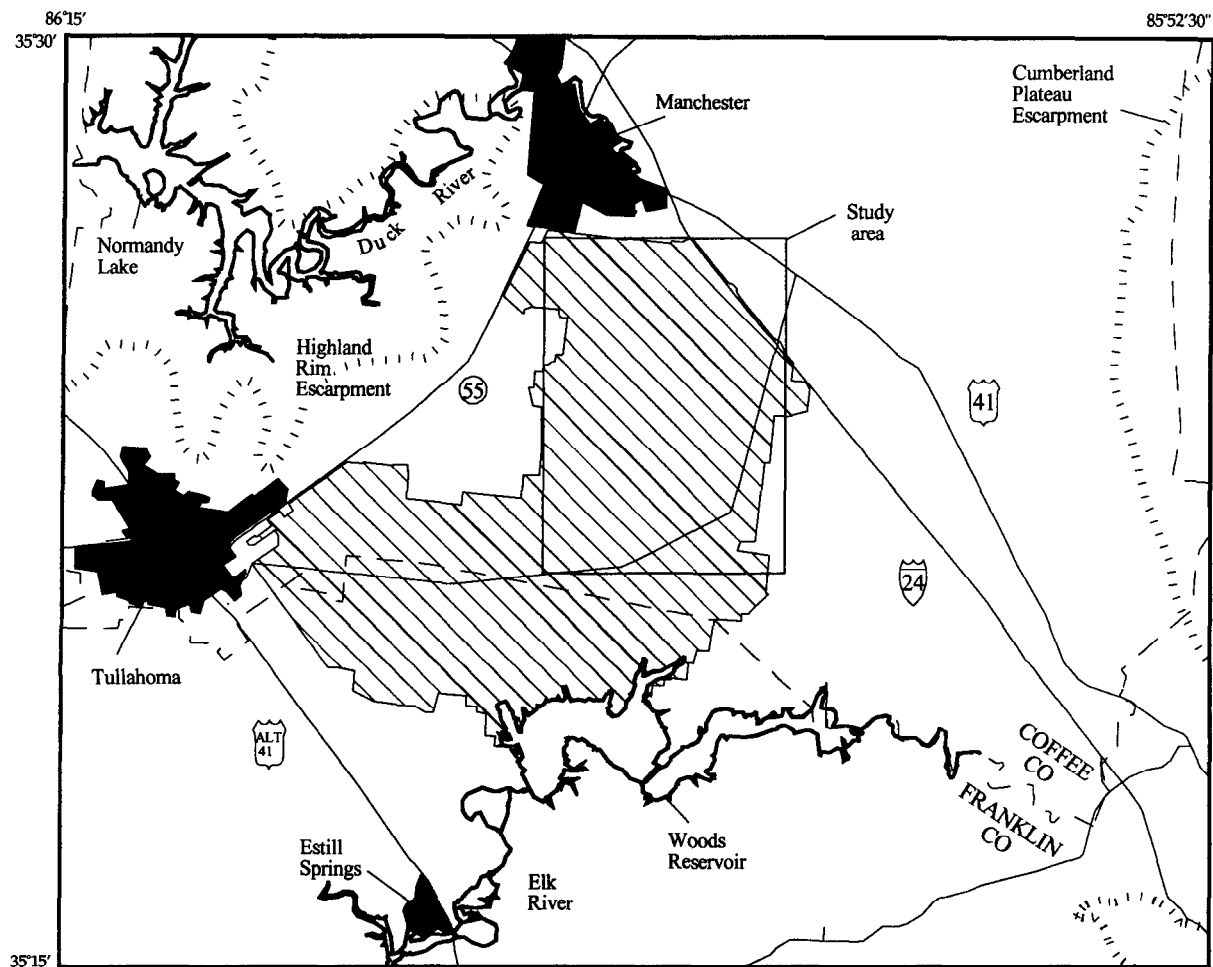 86°15'
85°52'30"
35°30'
Cumberland
Plateau
Escarpment
Manchester
Duck River
Study
area
Normandy
Lake
Highland
Rim
Escarpment
55
41
24
Tullahoma
ALT
41
COFFEE
CO
FRANKLIN
CO
Woods
Reservoir
Estill
Springs
Elk
River
35°15'